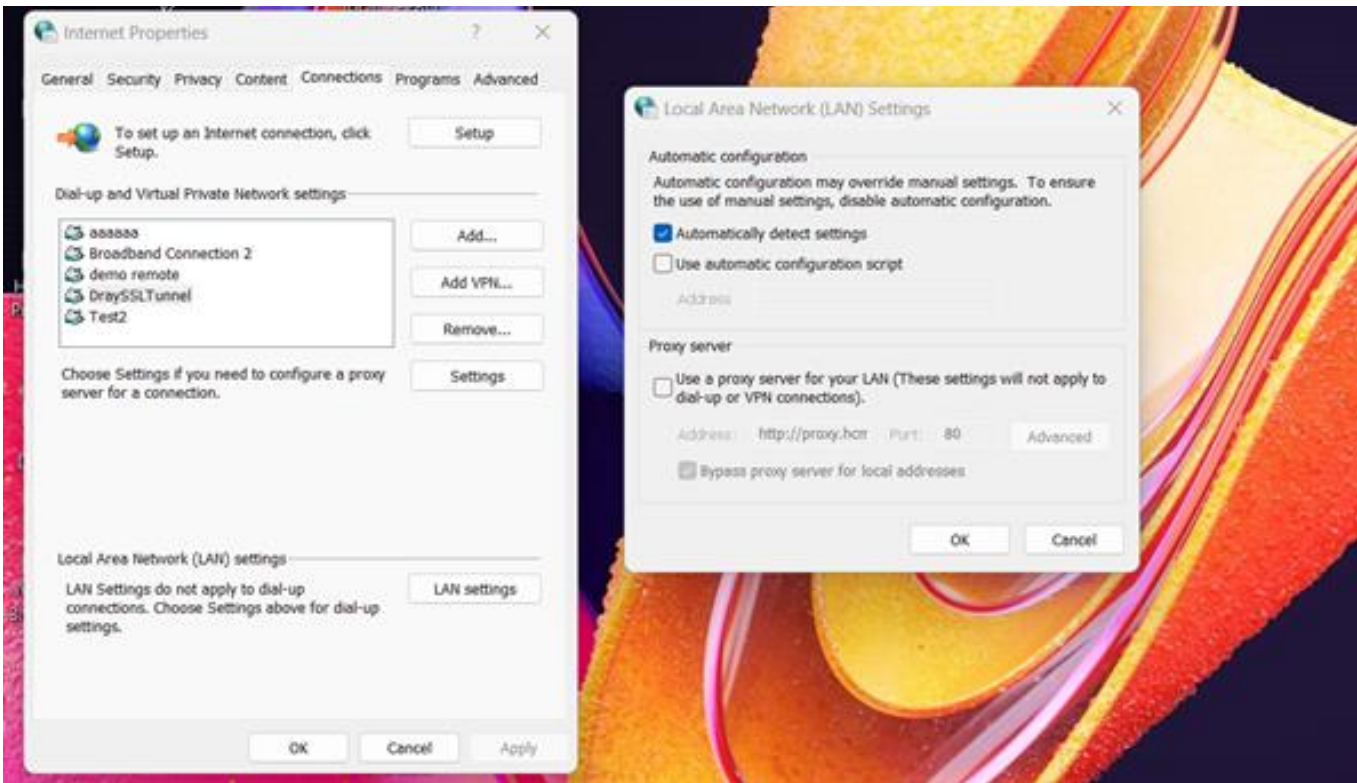 Internet Properties
?
General Security Privacy Content Connections Programs Advanced
To set up an Internet connection, click
Setup.
Setup
Dial-up and Virtual Private Network settings
aaaaaa
Broadband Connection 2
demo remote
DraySSLTunnel
Test2
Add...
Add VPN...
Remove...
Choose Settings if you need to configure a proxy
server for a connection.
Settings
Local Area Network (LAN) settings
LAN Settings do not apply to dial-up
connections. Choose Settings above for dial-up
settings.
LAN settings
OK Cancel Apply
Local Area Network (LAN) Settings
Automatic configuration
Automatic configuration may override manual settings. To ensure
the use of manual settings, disable automatic configuration.
Automatically detect settings
Use automatic configuration script
Address
Proxy server
Use a proxy server for your LAN (These settings will not apply to
dial-up or VPN connections).
Address: http://proxy.hcm Port: 80 Advanced
Bypass proxy server for local addresses
OK Cancel